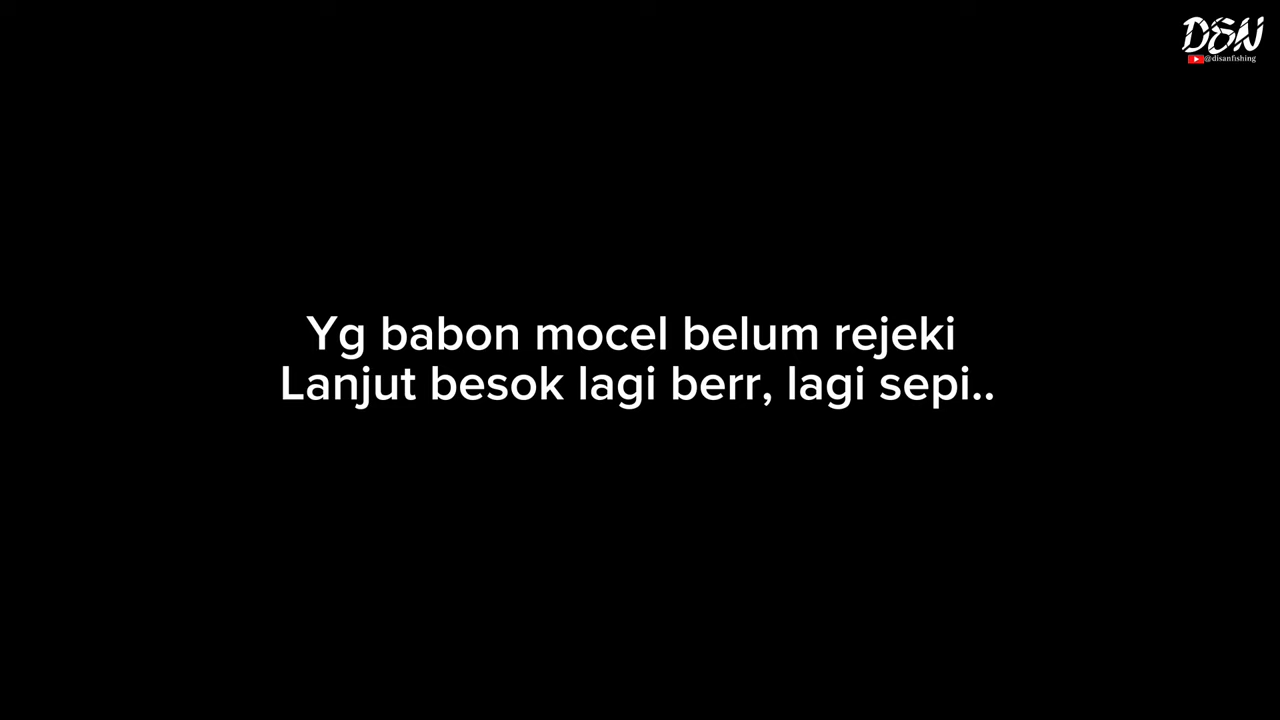 DSN
@disanfishing
Yg babon mocel belum rejeki
Lanjut besok lagi berr, lagi sepi..